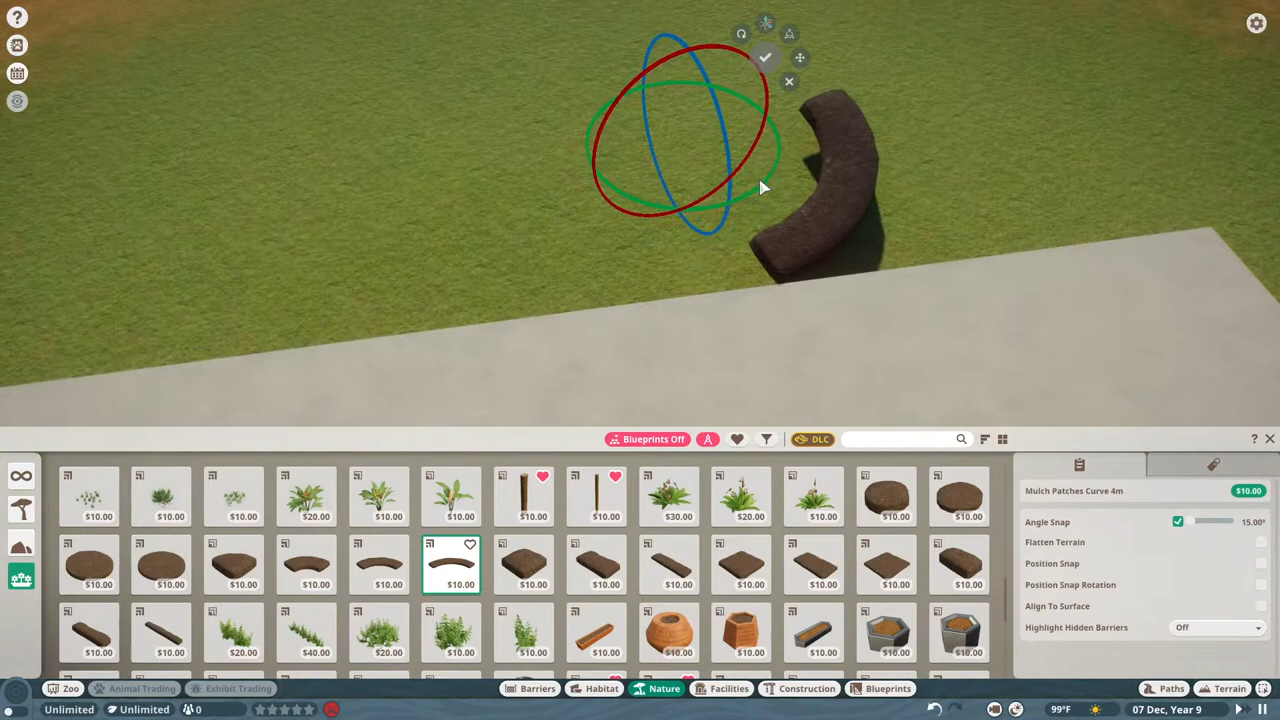 ?
Blueprints Off
DLC
?
$10.00 $10.00 $10.00 $20.00 $10.00 $10.00 $10.00 $10.00 $30.00 $20.00 $10.00 $10.00 $10.00
$10.00 $10.00 $10.00 $10.00 $10.00 $10.00 $10.00 $10.00 $10.00 $10.00 $10.00 $10.00 $10.00
$10.00 $10.00 $20.00 $40.00 $20.00 $10.00 $10.00 $10.00 $10.00 $10.00 $10.00 $10.00 $10.00
Mulch Patches Curve 4m $10.00
Angle Snap 15.00°
Flatten Terrain
Position Snap
Position Snap Rotation
Align To Surface
Highlight Hidden Barriers Off
Zoo Animal Trading Exhibit Trading Barriers Habitat Nature Facilities Construction Blueprints Paths Terrain
Unlimited Unlimited 0 99°F 07 Dec, Year 9